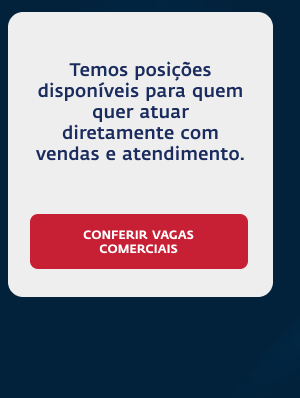 Temos posições
disponíveis para quem
quer atuar
diretamente com
vendas e atendimento.
CONFERIR VAGAS
COMERCIAIS